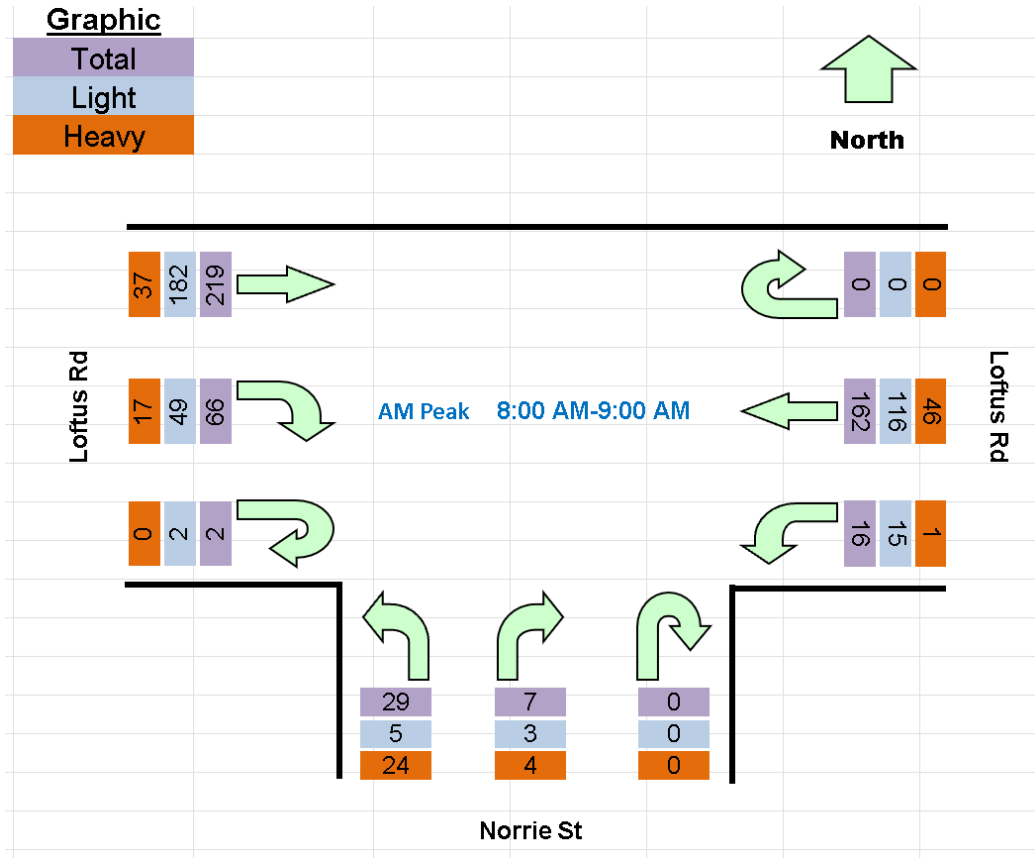 Graphic
Total
Light
Heavy
North
37 182 219
0 0 0
Loftus Rd
17 49 66
AM Peak 8:00 AM-9:00 AM
162 116 46
Loftus Rd
0 2 2
16 15 1
29 7 0
5 3 0
24 4 0
Norrie St